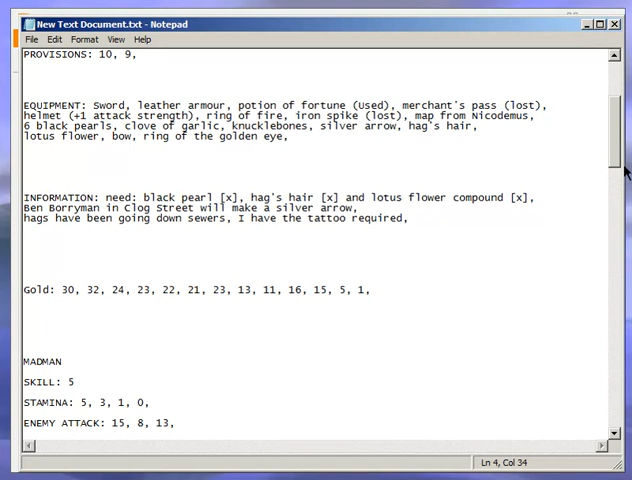 New Text Document.txt - Notepad
File Edit Format View Help
PROVISIONS: 10, 9,
EQUIPMENT: Sword, leather armour, potion of fortune (Used), merchant's pass (lost),
helmet (+1 attack strength), ring of fire, iron spike (lost), map from Nicodemus,
6 black pearls, clove of garlic, knucklebones, silver arrow, hag's hair,
lotus flower, bow, ring of the golden eye,
INFORMATION: need: black pearl [x], hag's hair [x] and lotus flower compound [x],
Ben Borryman in Clog Street will make a silver arrow,
hags have been going down sewers, I have the tattoo required,
Gold: 30, 32, 24, 23, 22, 21, 23, 13, 11, 16, 15, 5, 1,
MADMAN
SKILL: 5
STAMINA: 5, 3, 1, 0,
ENEMY ATTACK: 15, 8, 13,
Ln 4, Col 34